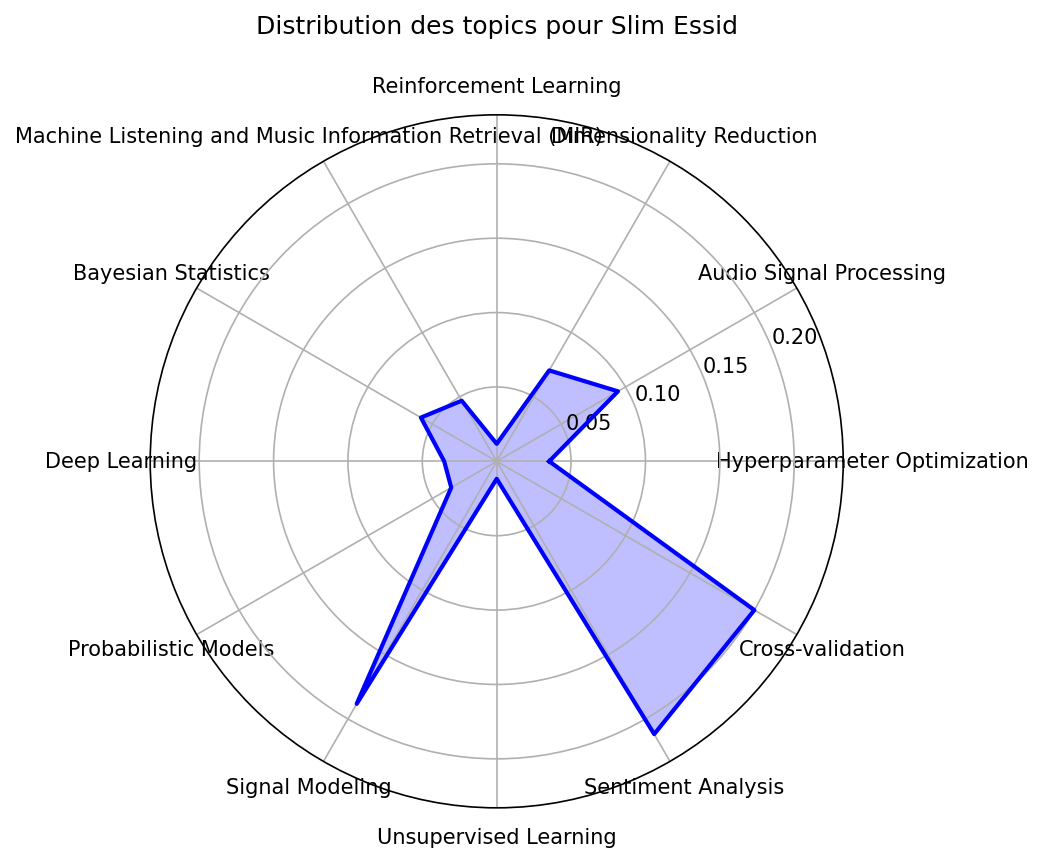 Distribution des topics pour Slim Essid
Reinforcement Learning
Machine Listening and Music Information Retrieval (MIR)
Dimensionality Reduction
Bayesian Statistics
Audio Signal Processing
0.20
0.15
0.10
0.05
Deep Learning
Hyperparameter Optimization
Probabilistic Models
Cross-validation
Signal Modeling
Sentiment Analysis
Unsupervised Learning